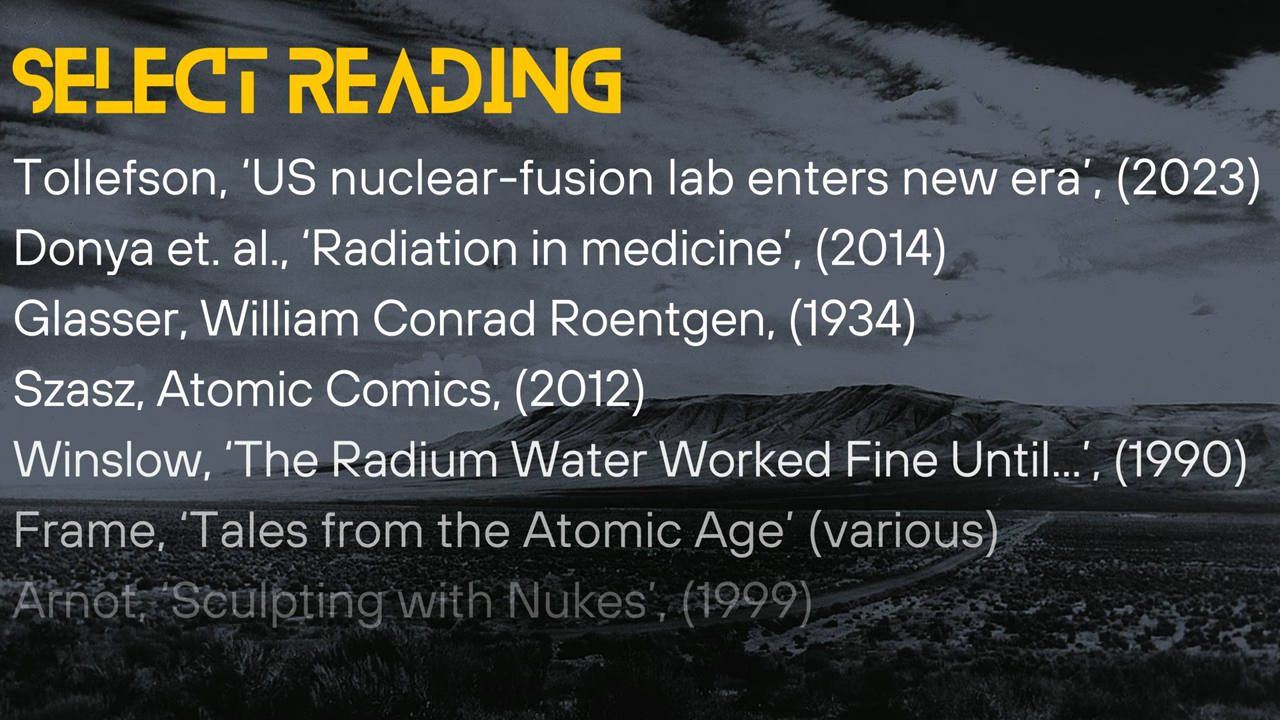 SELECT READING
Tollefson, ‘US nuclear-fusion lab enters new era’, (2023)
Donya et. al., ‘Radiation in medicine’, (2014)
Glasser, William Conrad Roentgen, (1934)
Szasz, Atomic Comics, (2012)
Winslow, ‘The Radium Water Worked Fine Until...’, (1990)
Frame, ‘Tales from the Atomic Age’ (various)
Arnot, ‘Sculpting with Nukes’, (1999)